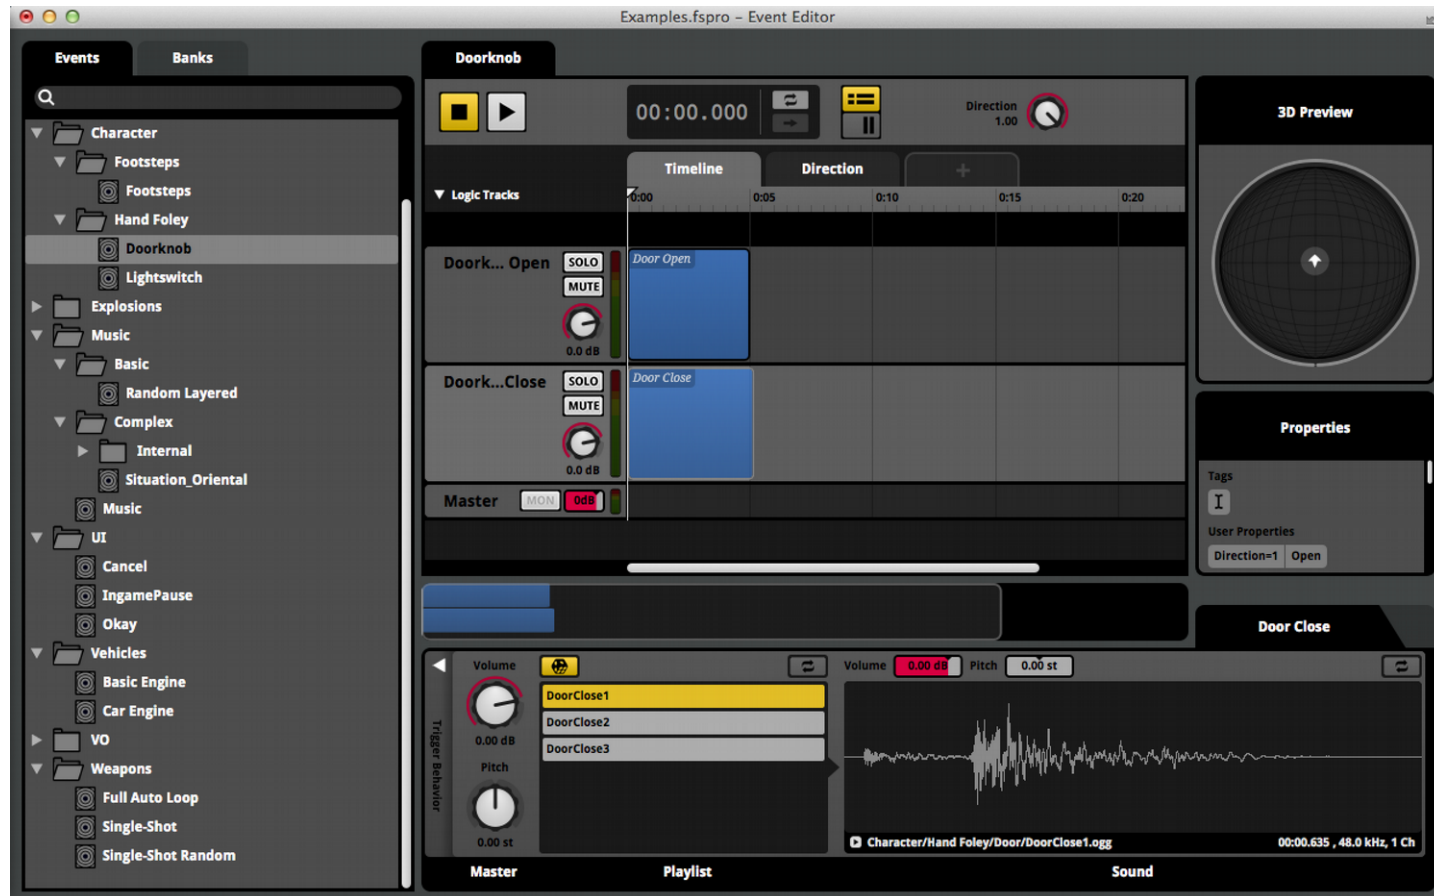 Examples.fspro – Event Editor
Events
Banks
Character
Footsteps
Footsteps
Hand Foley
Doorknob
Lightswitch
Explosions
Music
Basic
Random Layered
Complex
Internal
Situation_Oriental
Music
UI
Cancel
IngamePause
Okay
Vehicles
Basic Engine
Car Engine
VO
Weapons
Full Auto Loop
Single-Shot
Single-Shot Random
Doorknob
00:00.000
Direction
1.00
Timeline
Direction
+
Logic Tracks
0:00 0:05 0:10 0:15 0:20
Doork... Open
SOLO
MUTE
0.0 dB
Door Open
Doork...Close
SOLO
MUTE
0.0 dB
Door Close
Master
MON
0dB
3D Preview
Properties
Tags
User Properties
Direction=1
Open
Door Close
Trigger Behavior
Volume
0.00 dB
Pitch
0.00 st
Master
DoorClose1
DoorClose2
DoorClose3
Playlist
Volume 0.00 dB Pitch 0.00 st
Character/Hand Foley/Door/DoorClose1.ogg
00:00.635 , 48.0 kHz, 1 Ch
Sound